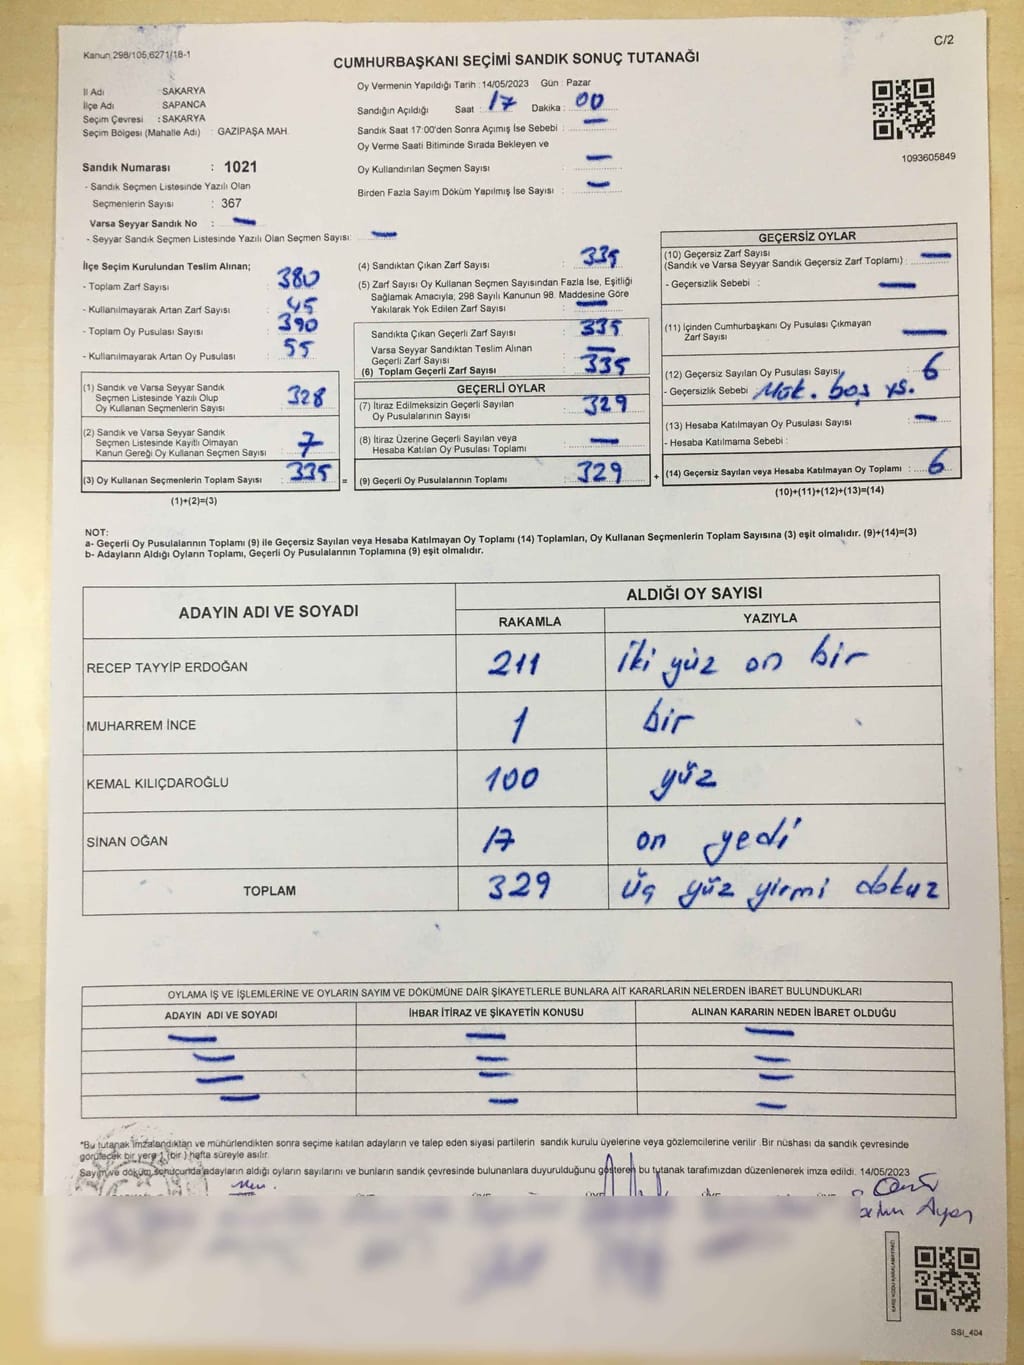 Kanun 298/105,6271/18-1
C/2
CUMHURBAŞKANI SEÇİMİ SANDIK SONUÇ TUTANAĞI
İl Adı : SAKARYA
İlçe Adı : SAPANCA
Seçim Çevresi : SAKARYA
Seçim Bölgesi (Mahalle Adı) : GAZİPAŞA MAH.
Sandık Numarası : 1021
- Sandık Seçmen Listesinde Yazılı Olan
Seçmenlerin Sayısı : 367
Varsa Seyyar Sandık No : —
- Seyyar Sandık Seçmen Listesinde Yazılı Olan Seçmen Sayısı: —
Oy Vermenin Yapıldığı Tarih : 14/05/2023 Gün : Pazar
Sandığın Açıldığı Saat : 17 Dakika : 00
Sandık Saat 17:00'den Sonra Açımış İse Sebebi : —
Oy Verme Saati Bitiminde Sırada Bekleyen ve
Oy Kullandırılan Seçmen Sayısı : —
Birden Fazla Sayım Döküm Yapılmış İse Sayısı : —
1093605849
İlçe Seçim Kurulundan Teslim Alınan;
- Toplam Zarf Sayısı : 380
- Kullanılmayarak Artan Zarf Sayısı : 45
- Toplam Oy Pusulası Sayısı : 390
- Kullanılmayarak Artan Oy Pusulası : 55
(1) Sandık ve Varsa Seyyar Sandık
Seçmen Listesinde Yazılı Olup
Oy Kullanan Seçmenlerin Sayısı : 328
(2) Sandık ve Varsa Seyyar Sandık
Seçmen Listesinde Kayıtlı Olmayan
Kanun Gereği Oy Kullanan Seçmen Sayısı : 7
(3) Oy Kullanan Seçmenlerin Toplam Sayısı : 335
(1)+(2)=(3)
=
(4) Sandıktan Çıkan Zarf Sayısı : 335
(5) Zarf Sayısı Oy Kullanan Seçmen Sayısından Fazla İse, Eşitliği
Sağlamak Amacıyla; 298 Sayılı Kanunun 98. Maddesine Göre
Yakılarak Yok Edilen Zarf Sayısı : —
Sandıkta Çıkan Geçerli Zarf Sayısı : 335
Varsa Seyyar Sandıktan Teslim Alınan
Geçerli Zarf Sayısı : —
(6) Toplam Geçerli Zarf Sayısı : 335
GEÇERLİ OYLAR
(7) İtiraz Edilmeksizin Geçerli Sayılan
Oy Pusulalarının Sayısı : 329
(8) İtiraz Üzerine Geçerli Sayılan veya
Hesaba Katılan Oy Pusulası Toplamı : —
(9) Geçerli Oy Pusulalarının Toplamı : 329
+
GEÇERSİZ OYLAR
(10) Geçersiz Zarf Sayısı
(Sandık ve Varsa Seyyar Sandık Geçersiz Zarf Toplamı) : —
- Geçersizlik Sebebi : —
(11) İçinden Cumhurbaşkanı Oy Pusulası Çıkmayan
Zarf Sayısı —
(12) Geçersiz Sayılan Oy Pusulası Sayısı : 6
- Geçersizlik Sebebi : Mük. boş ys.
(13) Hesaba Katılmayan Oy Pusulası Sayısı : —
- Hesaba Katılmama Sebebi :
(14) Geçersiz Sayılan veya Hesaba Katılmayan Oy Toplamı : 6
(10)+(11)+(12)+(13)=(14)
NOT:
a- Geçerli Oy Pusulalarının Toplamı (9) ile Geçersiz Sayılan veya Hesaba Katılmayan Oy Toplamı (14) Toplamları, Oy Kullanan Seçmenlerin Toplam Sayısına (3) eşit olmalıdır. (9)+(14)=(3)
b- Adayların Aldığı Oyların Toplamı, Geçerli Oy Pusulalarının Toplamına (9) eşit olmalıdır.
ADAYIN ADI VE SOYADI
ALDIĞI OY SAYISI
RAKAMLA YAZIYLA
RECEP TAYYİP ERDOĞAN 211 iki yüz on bir
MUHARREM İNCE 1 bir
KEMAL KILIÇDAROĞLU 100 yüz
SİNAN OĞAN 17 on yedi
TOPLAM 329 üç yüz yirmi dokuz
OYLAMA İŞ VE İŞLEMLERİNE VE OYLARIN SAYIM VE DÖKÜMÜNE DAİR ŞİKAYETLERLE BUNLARA AİT KARARLARIN NELERDEN İBARET BULUNDUKLARI
ADAYIN ADI VE SOYADI İHBAR İTİRAZ VE ŞİKAYETİN KONUSU ALINAN KARARIN NEDEN İBARET OLDUĞU
— — —
— — —
— — —
— — —
*Bu tutanak imzalandıktan ve mühürlendikten sonra seçime katılan adayların ve talep eden siyasi partilerin sandık kurulu üyelerine veya gözlemcilerine verilir. Bir nüshası da sandık çevresinde
görülecek bir yere 1 (bir) hafta süreyle asılır.
Sayım ve döküm sonucunda adayların aldığı oyların sayılarını ve bunların sandık çevresinde bulunanlara duyurulduğunu gösteren bu tutanak tarafımızdan düzenlenerek imza edildi. 14/05/2023
SSİ_404